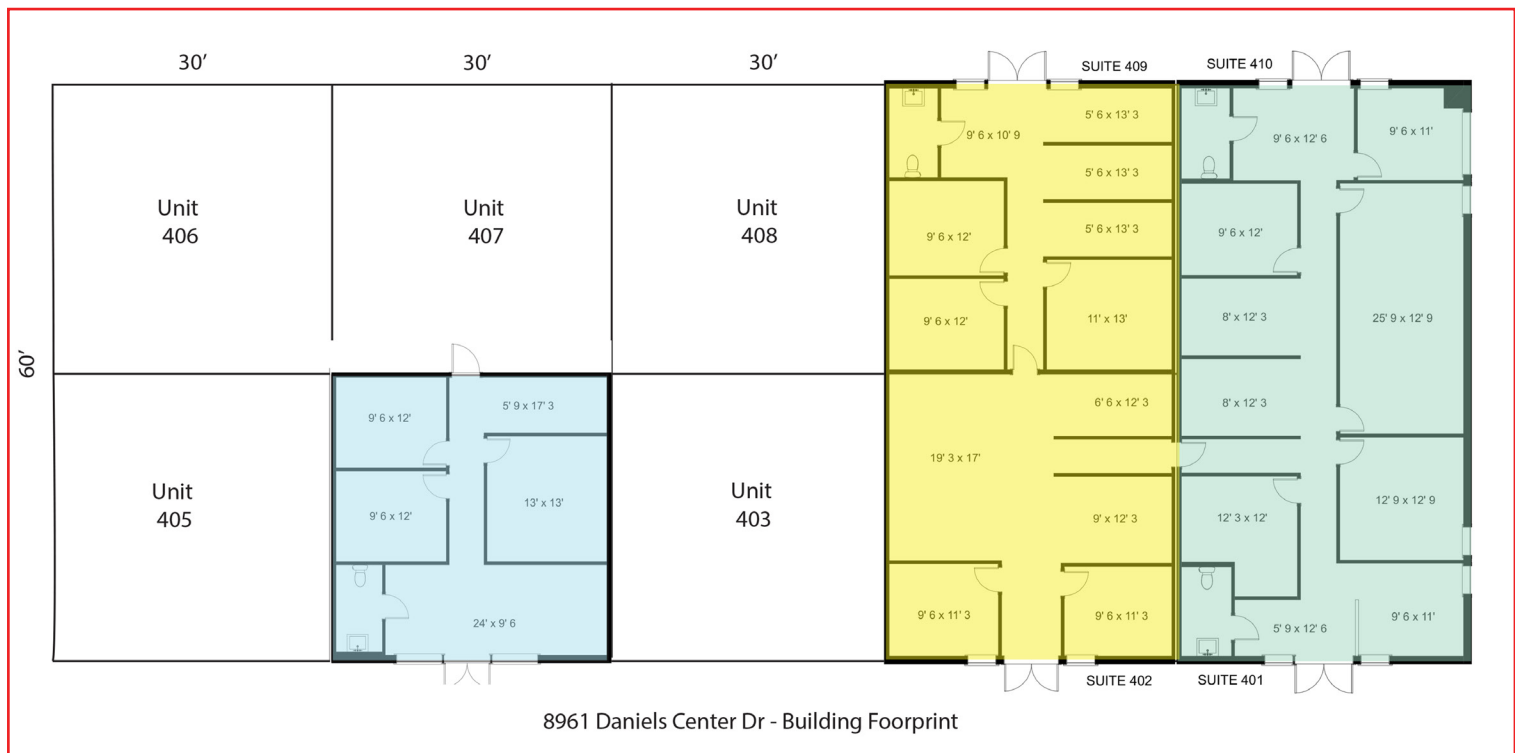 30’
30’
30’
SUITE 409
SUITE 410
5' 6 x 13' 3
9' 6 x 10' 9
9' 6 x 12' 6
9' 6 x 11'
5' 6 x 13' 3
Unit
406
Unit
407
Unit
408
5' 6 x 13' 3
9' 6 x 12'
9' 6 x 12'
9' 6 x 12'
11' x 13'
8' x 12' 3
25' 9 x 12' 9
60’
9' 6 x 12'
5' 9 x 17' 3
6' 6 x 12' 3
8' x 12' 3
19' 3 x 17'
Unit
405
9' 6 x 12'
13' x 13'
Unit
403
9' x 12' 3
12' 3 x 12'
12' 9 x 12' 9
24' x 9' 6
9' 6 x 11' 3
9' 6 x 11' 3
5' 9 x 12' 6
9' 6 x 11'
SUITE 402
SUITE 401
8961 Daniels Center Dr - Building Foorprint